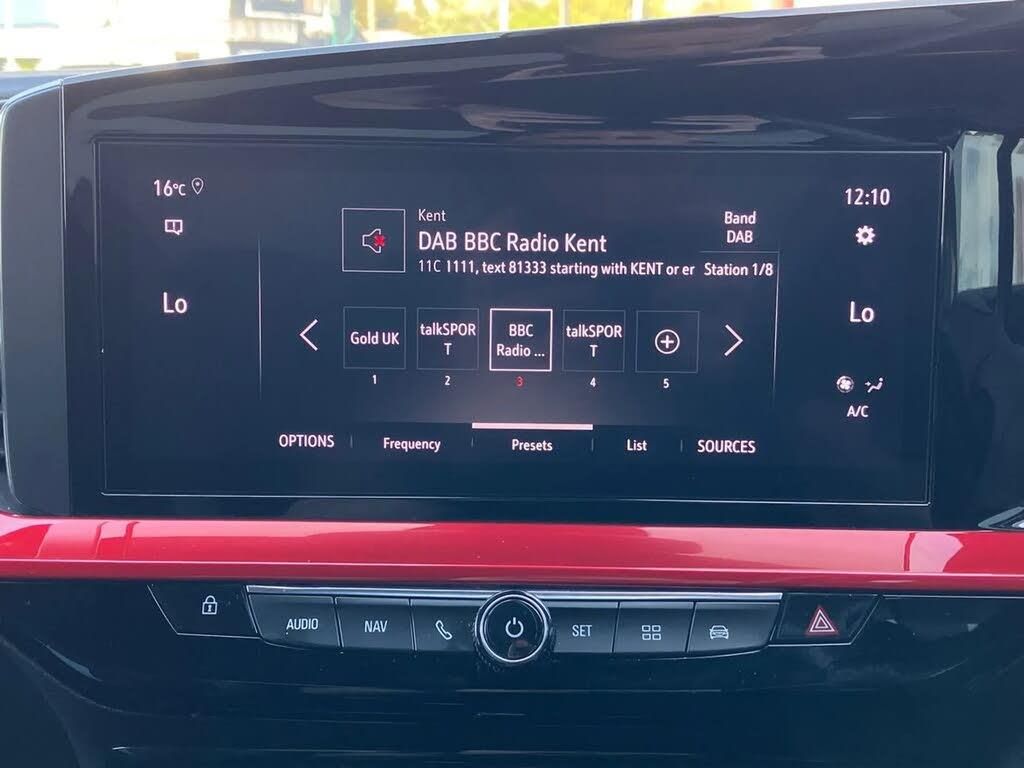 16°C
12:10
Kent
DAB BBC Radio Kent
11C 1111, text 81333 starting with KENT or er
Band
DAB
Station 1/8
Lo
Lo
Gold UK
talkSPOR
T
BBC
Radio ...
talkSPOR
T
1
2
3
4
5
A/C
OPTIONS
Frequency
Presets
List
SOURCES
AUDIO
NAV
SET